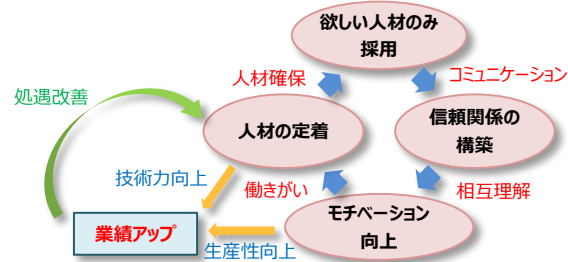 欲しい人材のみ
採用
人材確保
コミュニケーション
処遇改善
人材の定着
信頼関係の
構築
技術力向上
働きがい
相互理解
モチベーション
向上
業績アップ
生産性向上